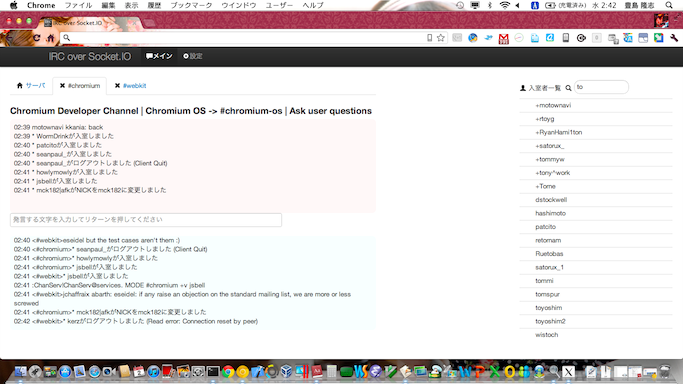 Chrome ファイル 編集 表示 履歴 ブックマーク ウインドウ ユーザー ヘルプ (充電済み) 水 2:42 豊島 隆志
IRC over Socket.IO
IRC over Socket.IO メイン 設定
サーバ #chromium #webkit
Chromium Developer Channel | Chromium OS -> #chromium-os | Ask user questions
02:39 motownavi kkania: back
02:39 * WormDrinkが入室しました
02:40 * patcitoが入室しました
02:40 * seanpaul_が入室しました
02:40 * seanpaul_がログアウトしました (Client Quit)
02:41 * howlymowlyが入室しました
02:41 * jsbellが入室しました
02:41 * mck182|afkがNICKをmck182に変更しました
発言する文字を入力してリターンを押してください
02:40 <#webkit>eseidel but the test cases aren't them :)
02:40 <#chromium>* seanpaul_がログアウトしました (Client Quit)
02:41 <#chromium>* howlymowlyが入室しました
02:41 <#chromium>* jsbellが入室しました
02:41 <#webkit>* jsbellが入室しました
02:41 :ChanServ!ChanServ@services. MODE #chromium +v jsbell
02:41 <#webkit>jchaffraix abarth: eseidel: if any raise an objection on the standard mailing list, we are more or less
screwed
02:41 <#chromium>* mck182|afkがNICKをmck182に変更しました
02:42 <#webkit>* kerzがログアウトしました (Read error: Connection reset by peer)
入室者一覧 to
+motownavi
+rtoyg
+RyanHami1ton
+satorux_
+tommyw
+tony^work
+Tome
dstockwell
hashimoto
patcito
retomam
Ruetobas
satorux_1
tommi
tomspur
toyoshim
toyoshim2
wistoch